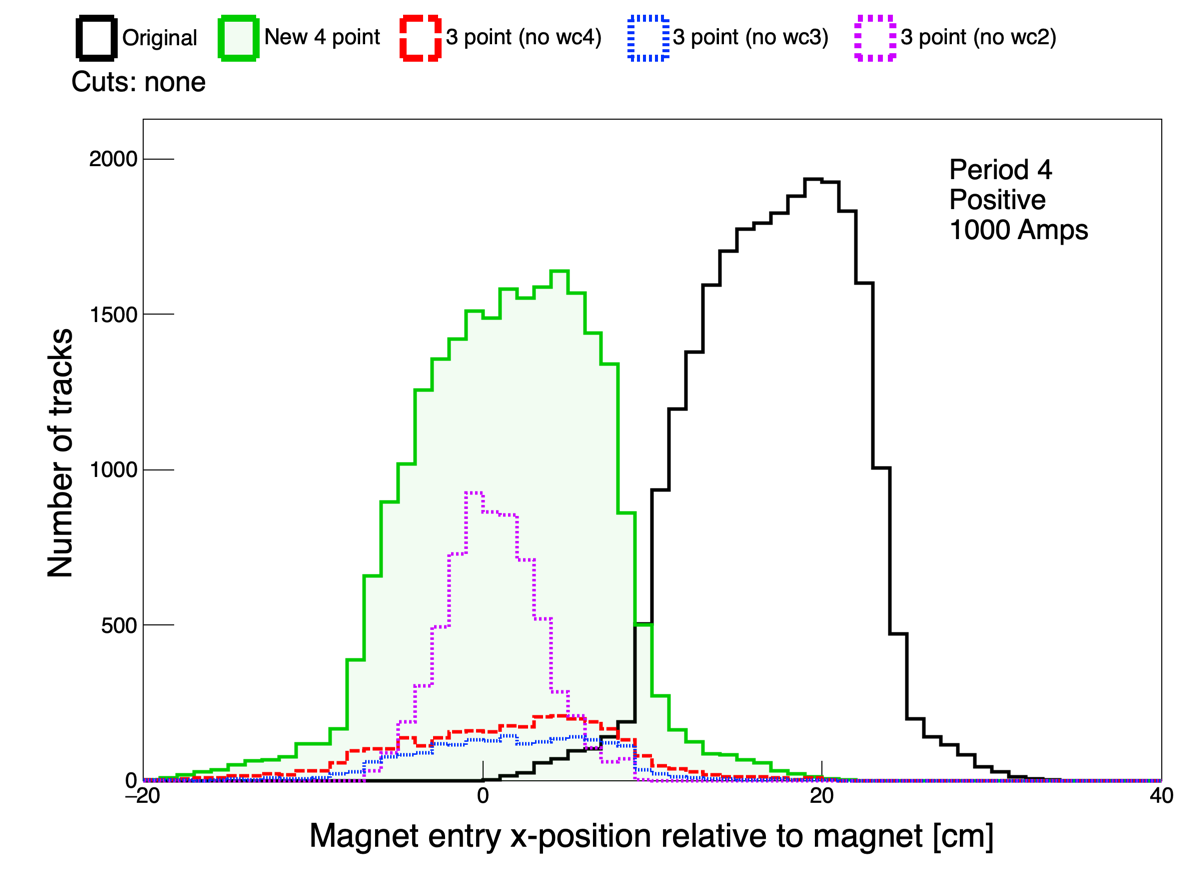 Original New 4 point 3 point (no wc4) 3 point (no wc3) 3 point (no wc2)
Cuts: none
Period 4
Positive
1000 Amps
Number of tracks
2000
1500
1000
500
0
−20 0 20 40
Magnet entry x-position relative to magnet [cm]